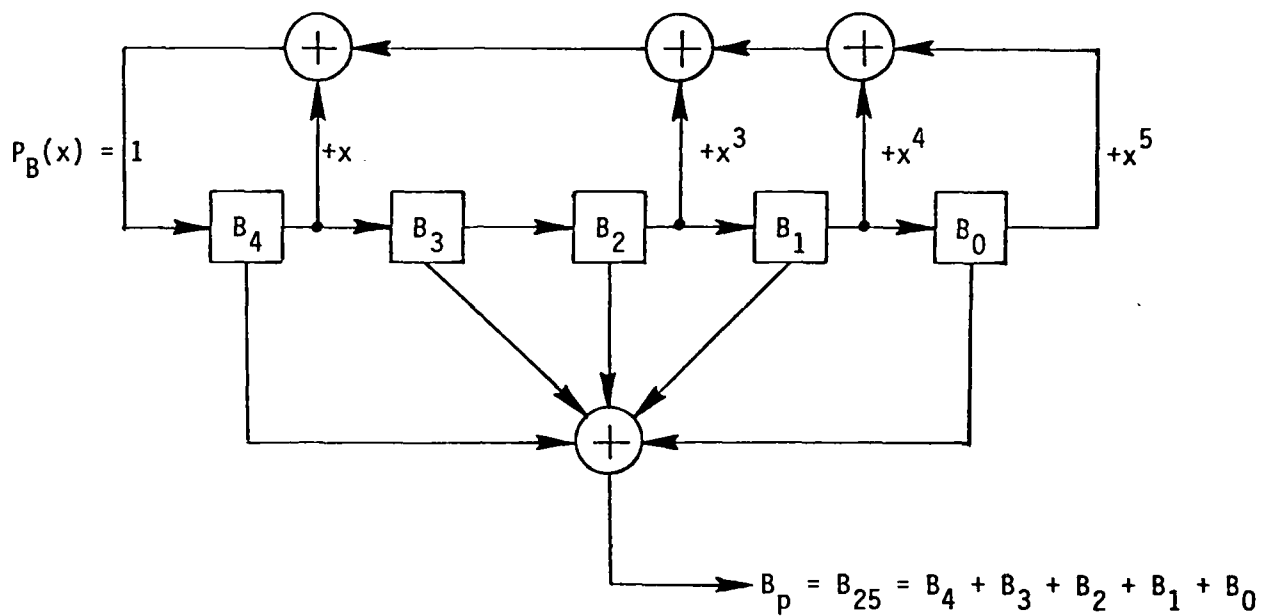 P_B(x) = 1
+x
+x^3
+x^4
+x^5
B_4
B_3
B_2
B_1
B_0
B_p = B_25 = B_4 + B_3 + B_2 + B_1 + B_0